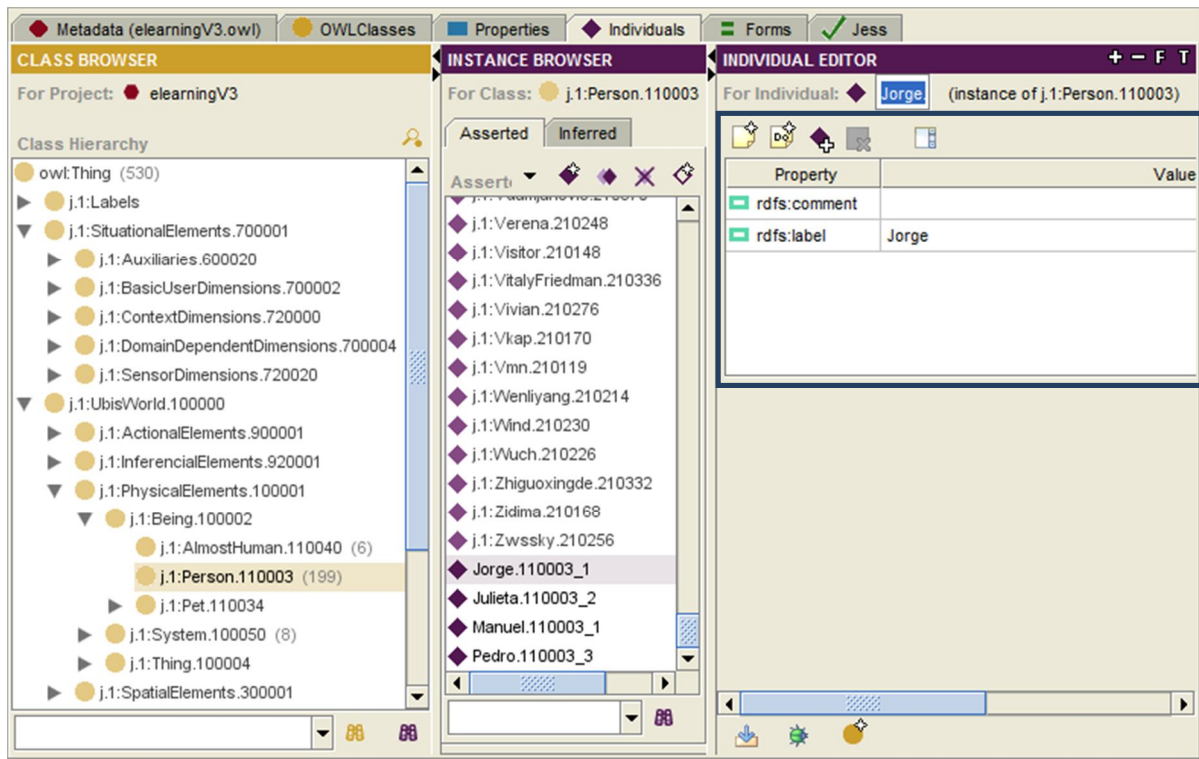 Metadata (elearningV3.owl) OWLClasses Properties Individuals Forms Jess
CLASS BROWSER
For Project: elearningV3
Class Hierarchy
owl:Thing (530)
j.1:Labels
j.1:SituationalElements.700001
j.1:Auxiliaries.600020
j.1:BasicUserDimensions.700002
j.1:ContextDimensions.720000
j.1:DomainDependentDimensions.700004
j.1:SensorDimensions.720020
j.1:UbisWorld.100000
j.1:ActionalElements.900001
j.1:InferencialElements.920001
j.1:PhysicalElements.100001
j.1:Being.100002
j.1:AlmostHuman.110040 (6)
j.1:Person.110003 (199)
j.1:Pet.110034
j.1:System.100050 (8)
j.1:Thing.100004
j.1:SpatialElements.300001
INSTANCE BROWSER
For Class: j.1:Person.110003
Asserted Inferred
j.1:Verena.210248
j.1:Visitor.210148
j.1:VitalyFriedman.210336
j.1:Vivian.210276
j.1:Vkap.210170
j.1:Vmn.210119
j.1:Wenliyang.210214
j.1:Wind.210230
j.1:Wuch.210226
j.1:Zhiguoxingde.210332
j.1:Zidima.210168
j.1:Zwssky.210256
Jorge.110003_1
Julieta.110003_2
Manuel.110003_1
Pedro.110003_3
INDIVIDUAL EDITOR + − F T
For Individual: Jorge (instance of j.1:Person.110003)
Property Value
rdfs:comment
rdfs:label Jorge